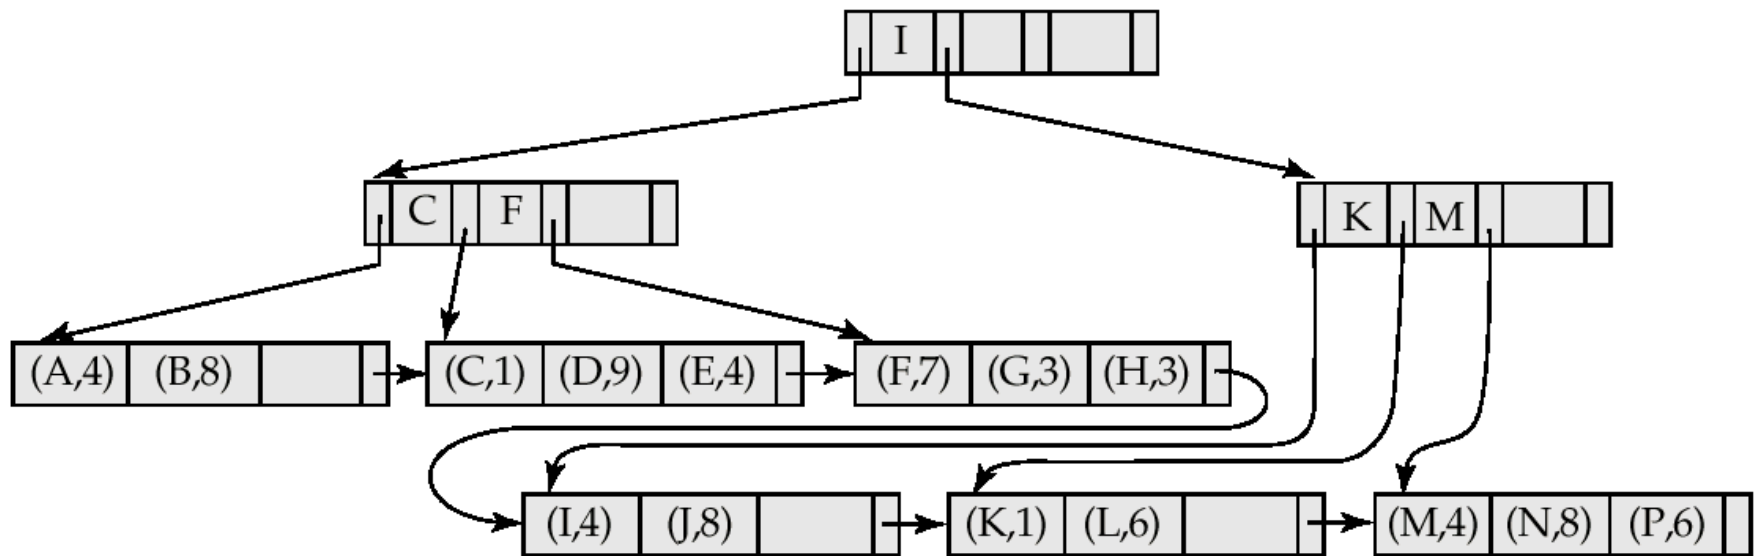 I
C F
K M
(A,4) (B,8)
(C,1) (D,9) (E,4)
(F,7) (G,3) (H,3)
(I,4) (J,8)
(K,1) (L,6)
(M,4) (N,8) (P,6)